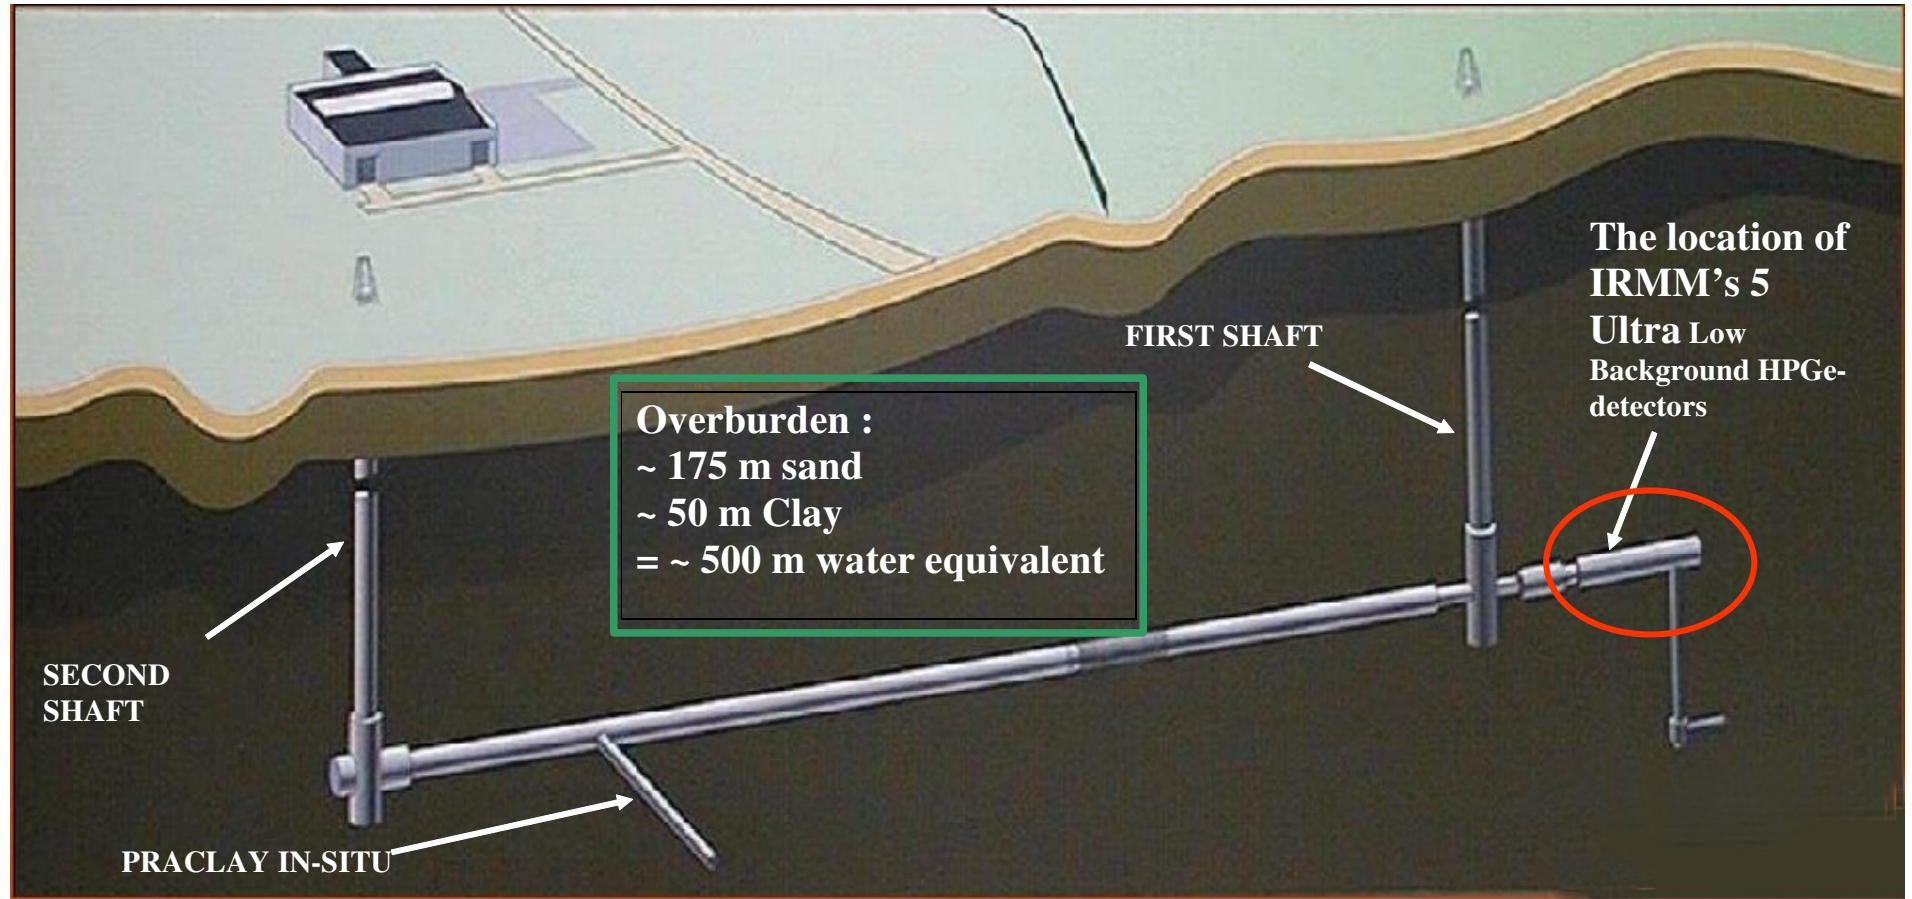 The location of
IRMM’s 5
Ultra Low
Background HPGe-
detectors
FIRST SHAFT
Overburden :
~ 175 m sand
~ 50 m Clay
= ~ 500 m water equivalent
SECOND
SHAFT
PRACLAY IN-SITU